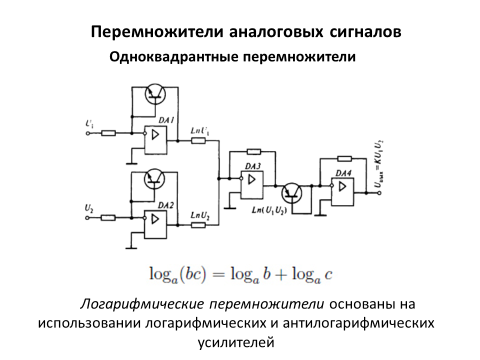 Перемножители аналоговых сигналов
Одноквадрантные перемножители
U₁
DA1
LnU₁
U₂
DA2
LnU₂
DA3
Ln(U₁U₂)
DA4
Uвых=KU₁U₂
logₐ(bc) = logₐ b + logₐ c
Логарифмические перемножители основаны на
использовании логарифмических и антилогарифмических
усилителей